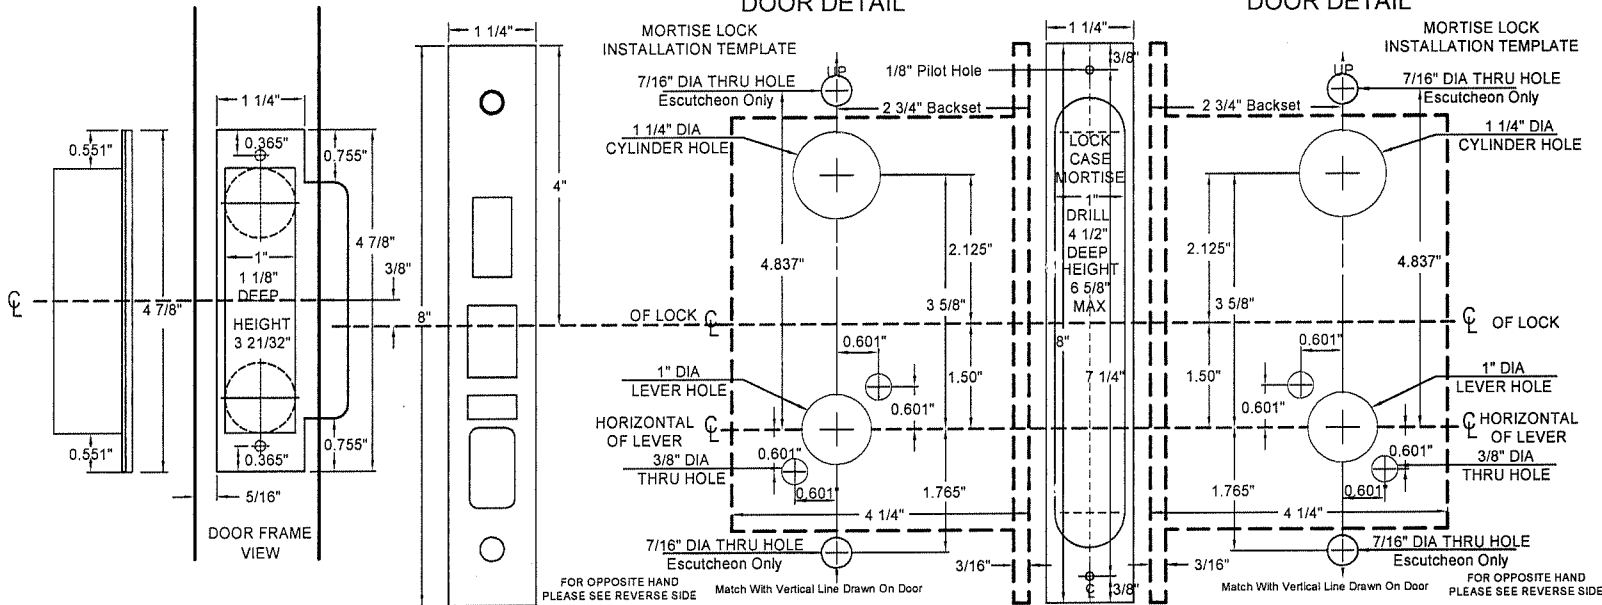 DOOR DETAIL
DOOR DETAIL
1 1/4"
0.551"
0.551"
4 7/8"
1 1/4"
0.365"
0.755"
1"
1 1/8"
DEEP
HEIGHT
3 21/32"
4 7/8"
3/8"
0.365"
0.755"
5/16"
DOOR FRAME
VIEW
8"
4"
MORTISE LOCK
INSTALLATION TEMPLATE
UP
7/16" DIA THRU HOLE
Escutcheon Only
2 3/4" Backset
1 1/4" DIA
CYLINDER HOLE
4.837"
2.125"
3 5/8"
OF LOCK
0.601"
1" DIA
LEVER HOLE
1.50"
0.601"
HORIZONTAL
OF LEVER
0.601"
3/8" DIA
THRU HOLE
0.601"
1.765"
4 1/4"
7/16" DIA THRU HOLE
Escutcheon Only
FOR OPPOSITE HAND
PLEASE SEE REVERSE SIDE
Match With Vertical Line Drawn On Door
3/16"
1 1/4"
3/8"
1/8" Pilot Hole
LOCK
CASE
MORTISE
1"
DRILL
4 1/2"
DEEP
HEIGHT
6 5/8"
MAX
8"
7 1/4"
3/8"
3/16"
MORTISE LOCK
INSTALLATION TEMPLATE
UP
7/16" DIA THRU HOLE
Escutcheon Only
2 3/4" Backset
1 1/4" DIA
CYLINDER HOLE
2.125"
4.837"
3 5/8"
OF LOCK
0.601"
1" DIA
LEVER HOLE
1.50"
0.601"
HORIZONTAL
OF LEVER
0.601"
3/8" DIA
THRU HOLE
0.601"
1.765"
4 1/4"
7/16" DIA THRU HOLE
Escutcheon Only
Match With Vertical Line Drawn On Door
FOR OPPOSITE HAND
PLEASE SEE REVERSE SIDE